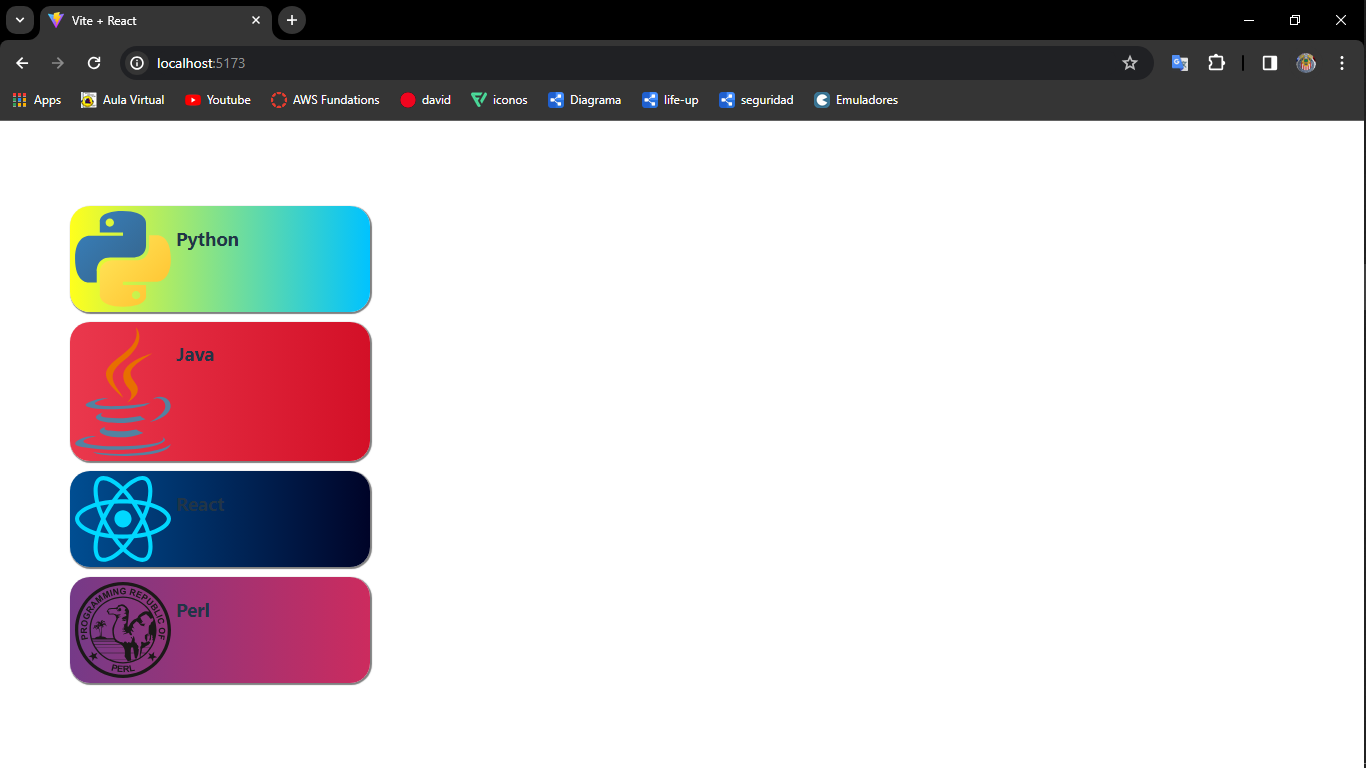 Vite + React
localhost:5173
Apps Aula Virtual Youtube AWS Fundations david iconos Diagrama life-up seguridad Emuladores
Python
Java
React
PROGRAMMING REPUBLIC OF
PERL
Perl